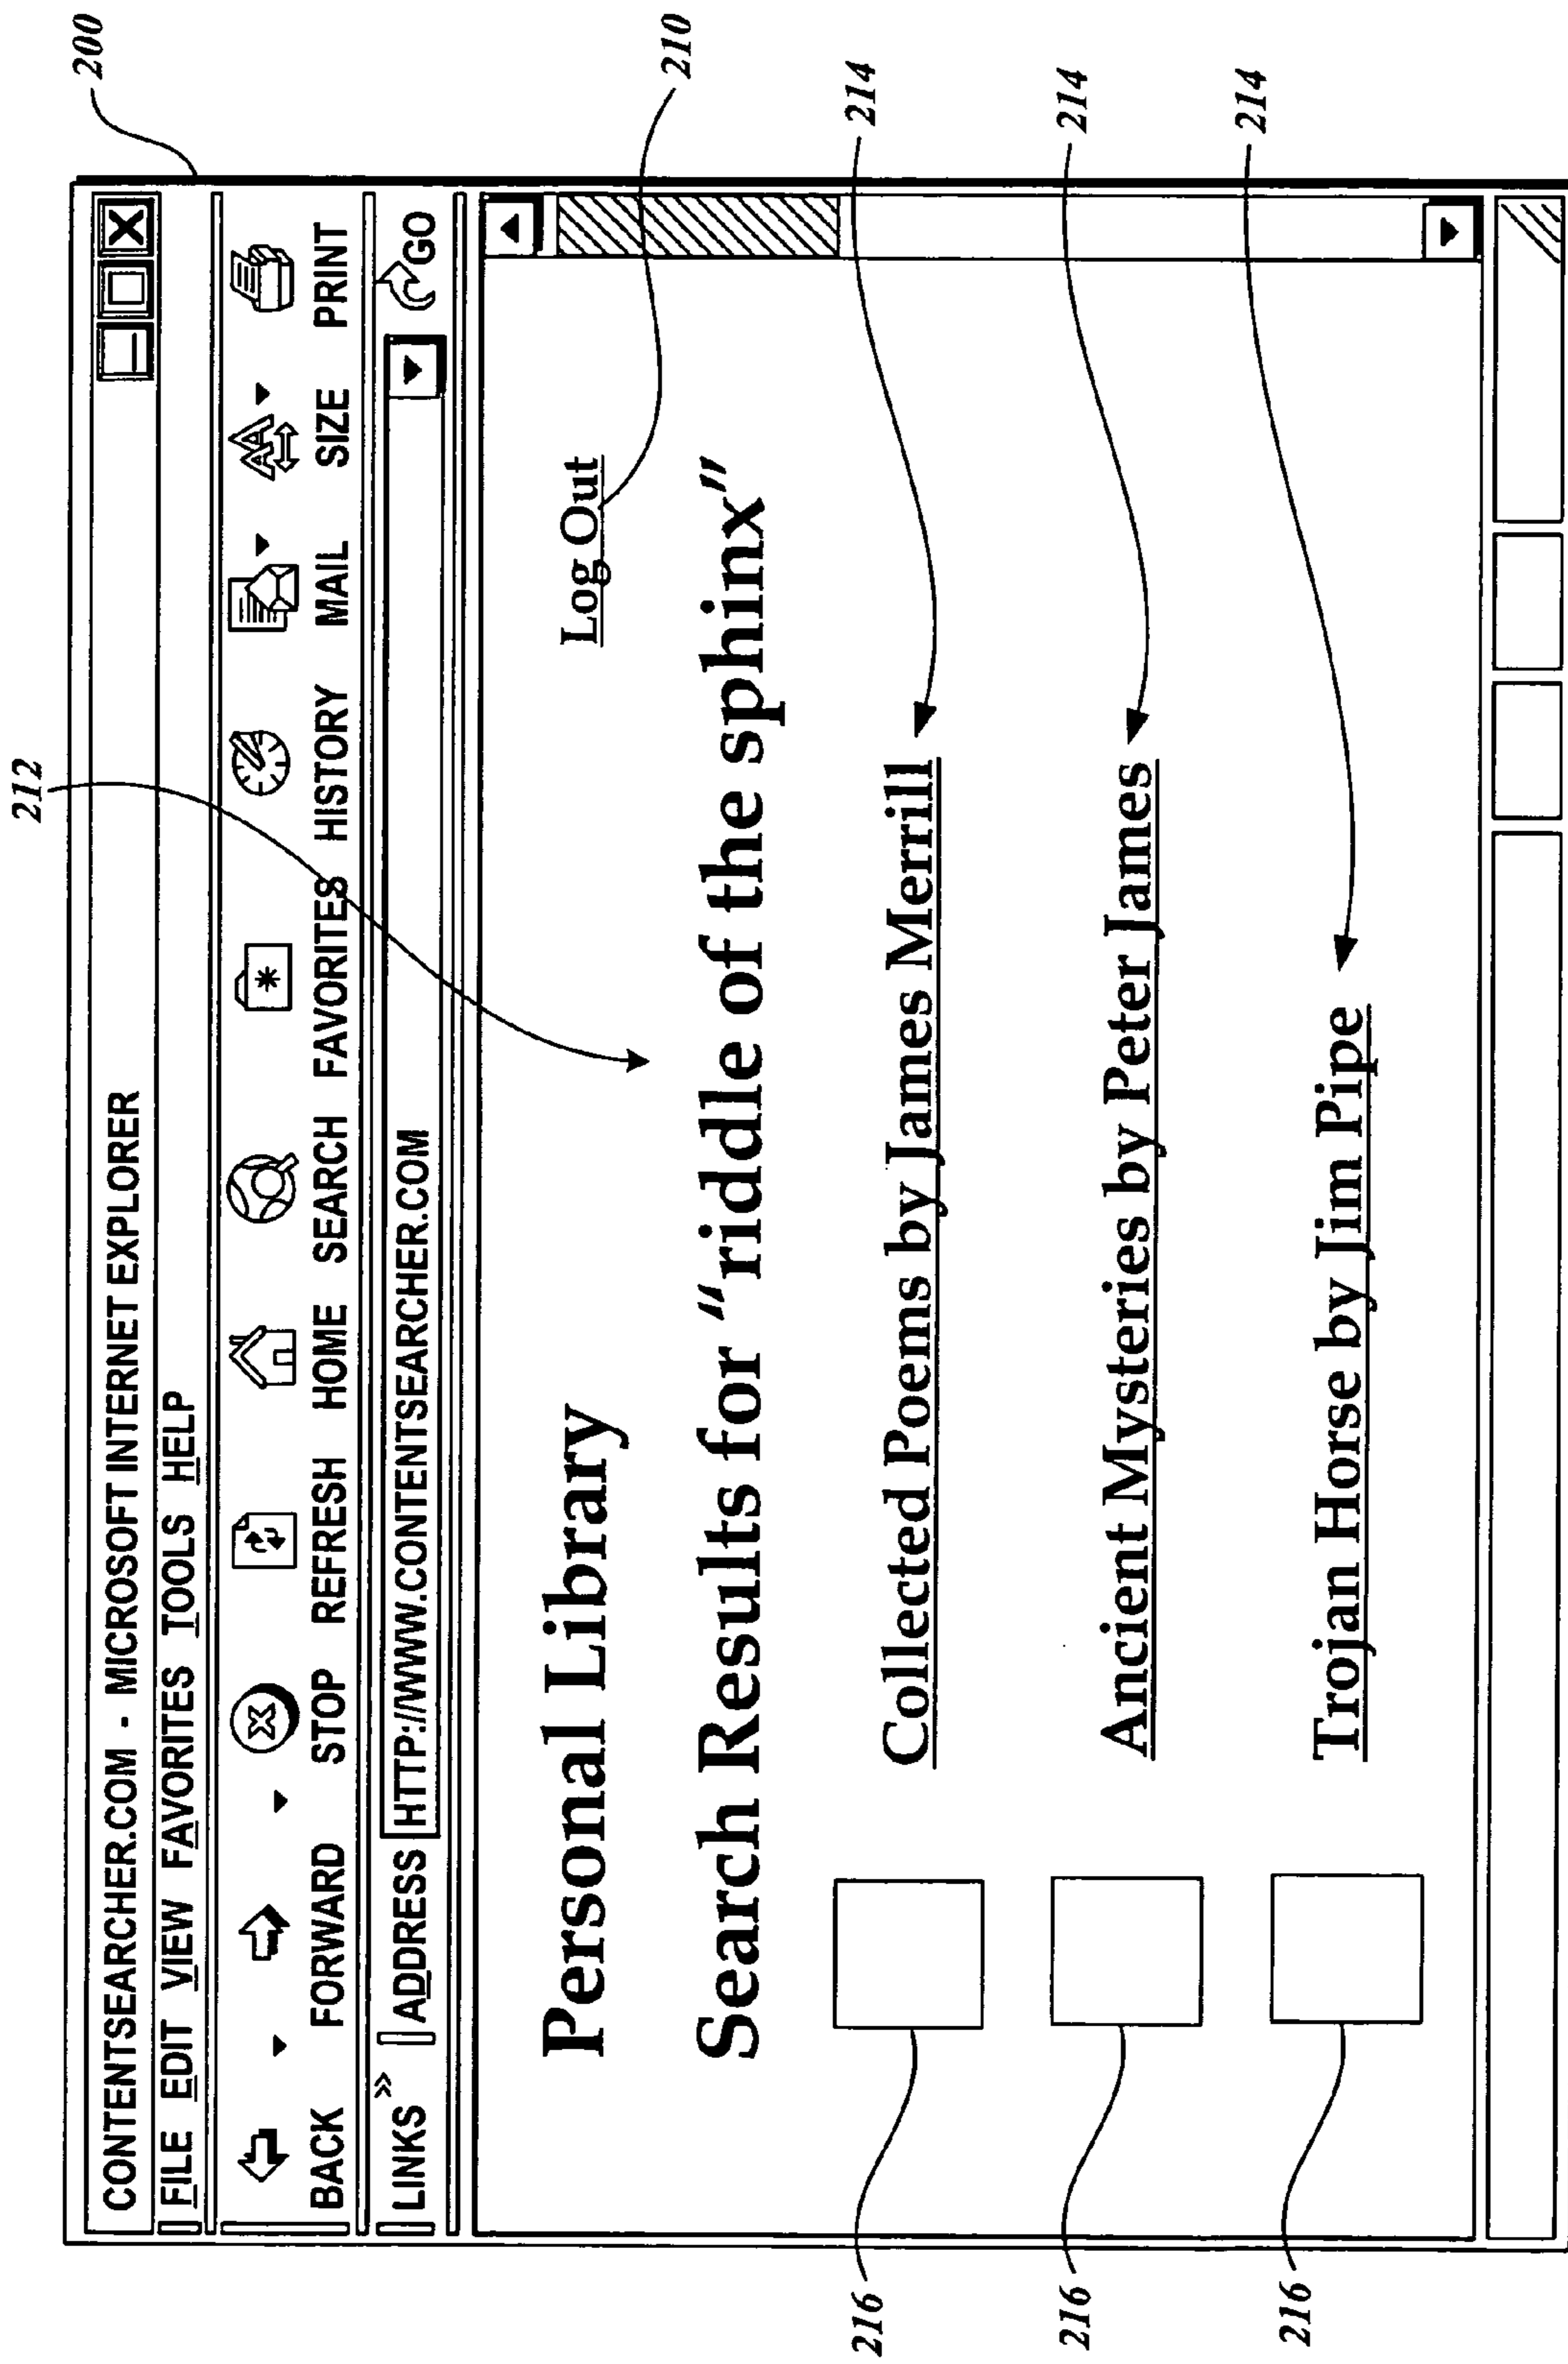 212
200
CONTENTSEARCHER.COM - MICROSOFT INTERNET EXPLORER
FILE EDIT VIEW FAVORITES TOOLS HELP
BACK FORWARD STOP REFRESH HOME SEARCH FAVORITES HISTORY MAIL SIZE PRINT
LINKS » ADDRESS HTTP://WWW.CONTENTSEARCHER.COM GO
Personal Library
Log Out
210
Search Results for "riddle of the sphinx"
216
Collected Poems by James Merrill
214
216
Ancient Mysteries by Peter James
214
216
Trojan Horse by Jim Pipe
214